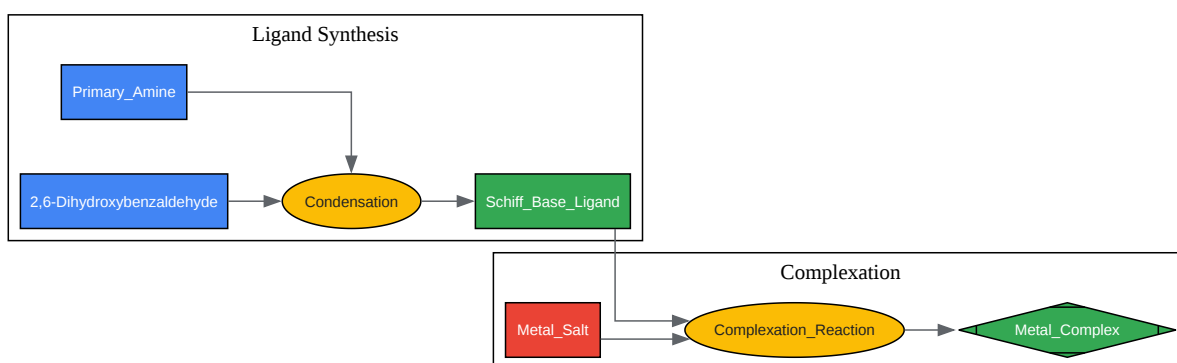 Ligand Synthesis
Primary_Amine
2,6-Dihydroxybenzaldehyde
Condensation
Schiff_Base_Ligand
Complexation
Metal_Salt
Complexation_Reaction
Metal_Complex